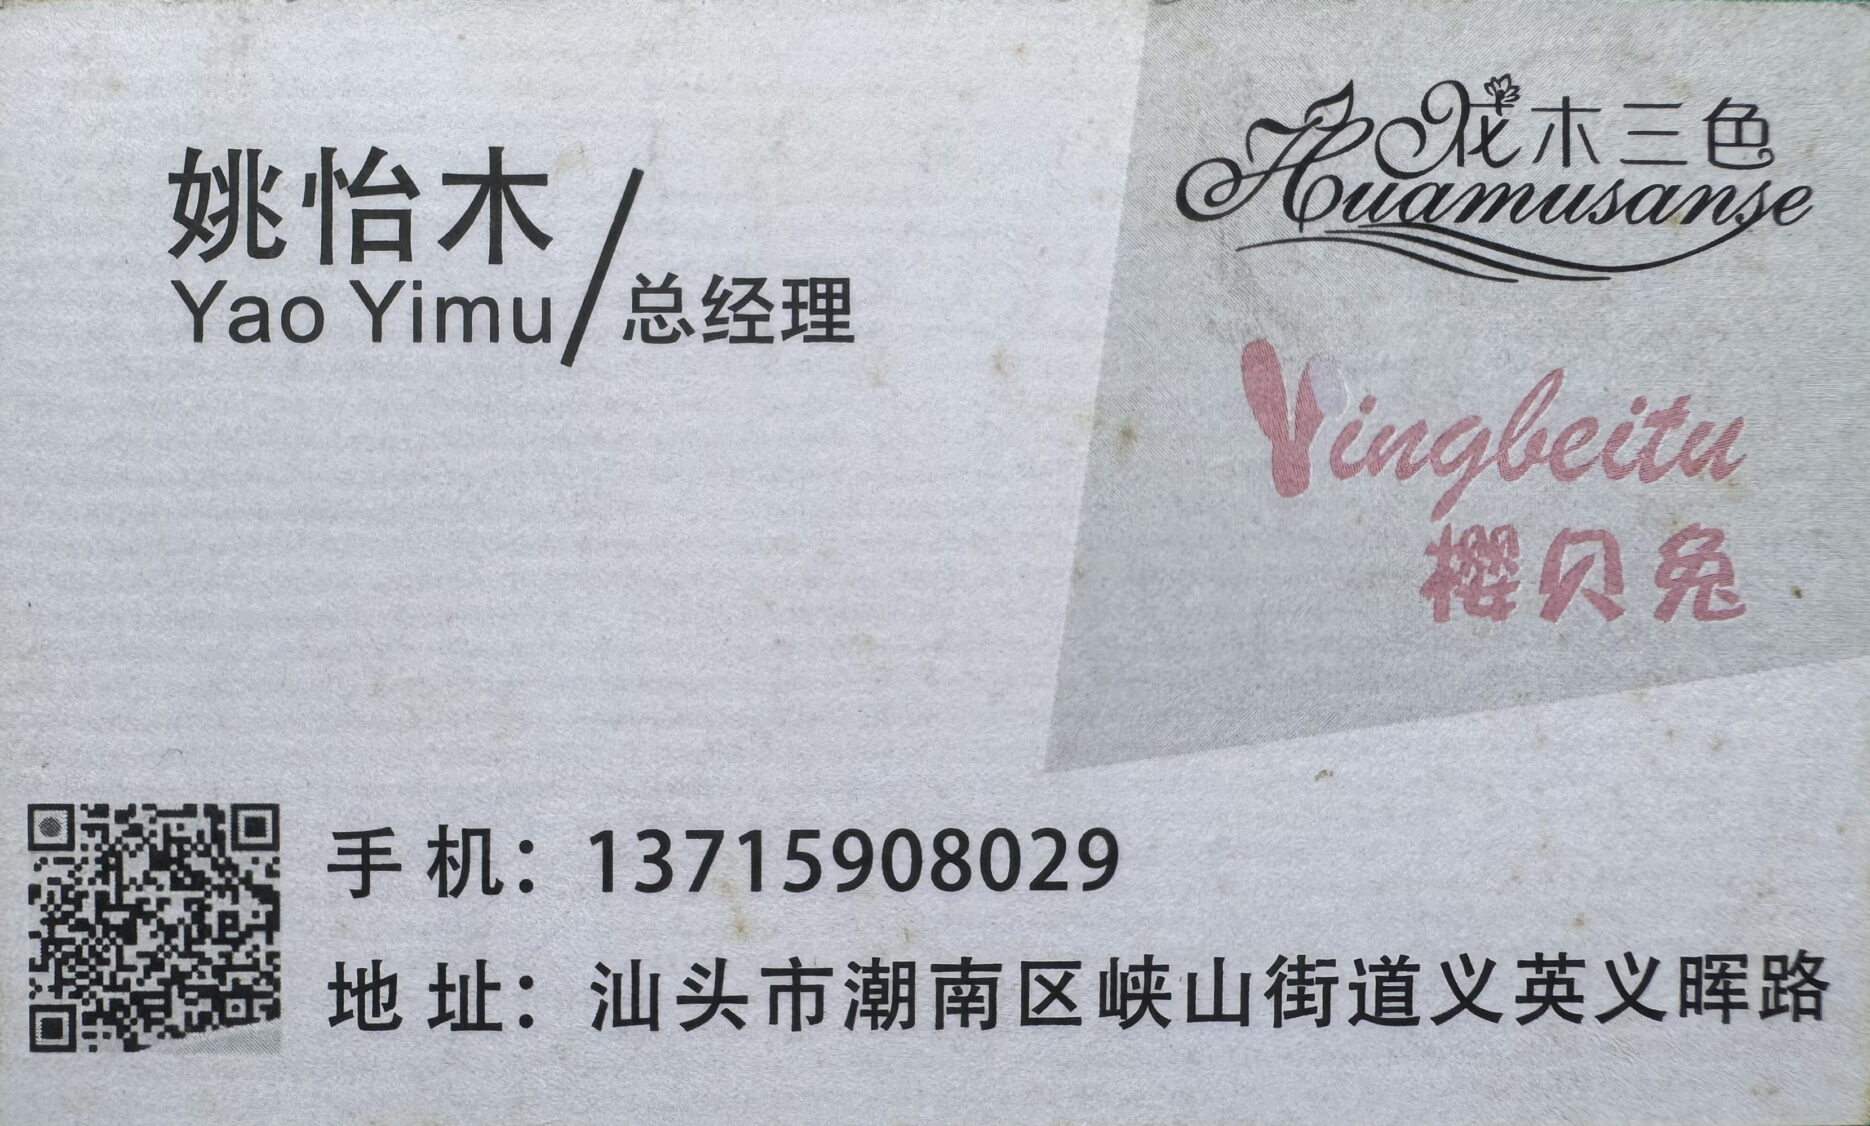 姚怡木
Yao Yimu/总经理
花木三色
Huamusanse
Yingbeitu
樱贝兔
手机：13715908029
地址：汕头市潮南区峡山街道义英义晖路